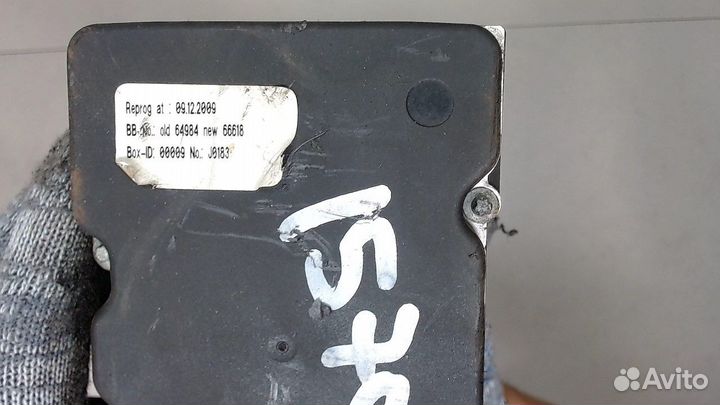 Reprog at : 09.12.2009
BB-No.: old 64984 new 66618
Box-ID: 00009 No.: J0183
Avito